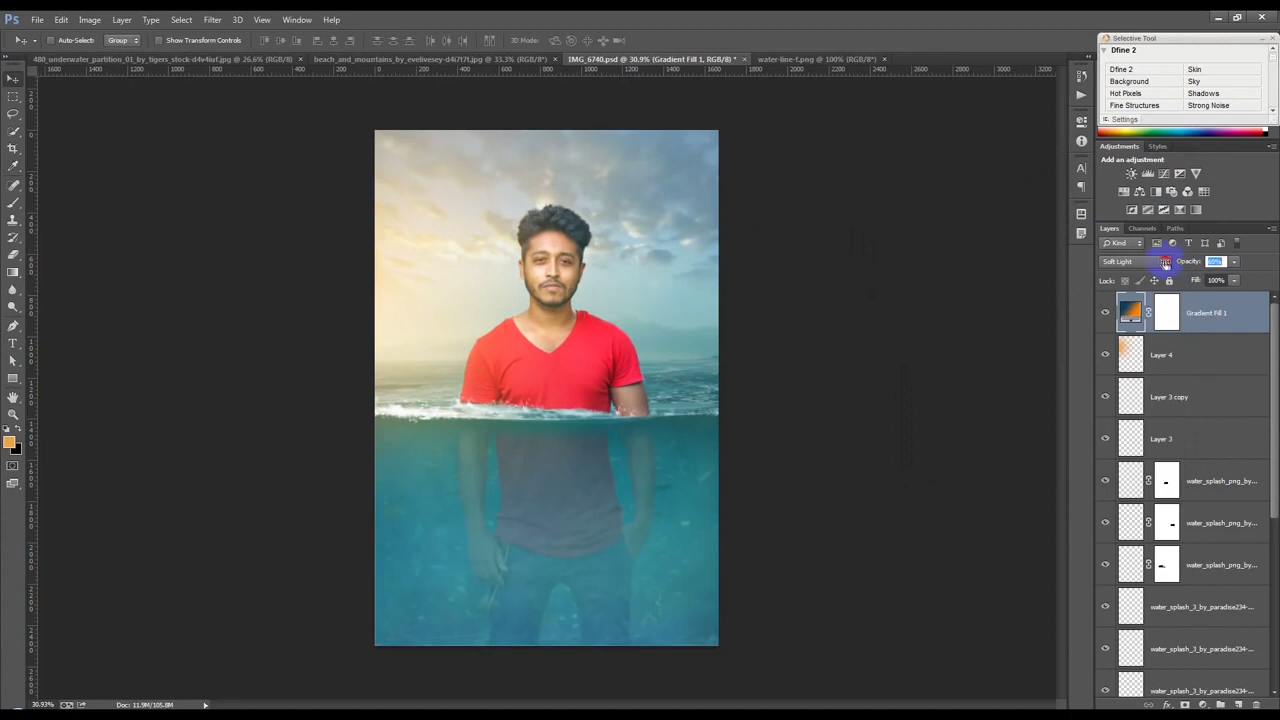 Ps File Edit Image Layer Type Select Filter 3D View Window Help
Auto-Select: Group Show Transform Controls 3D Mode:
480_underwater_partition_01_by_tigers_stock-d4v4iuf.jpg @ 26.6% (RGB/8) × beach_and_mountains_by_evelivesey-d4i7t7t.jpg @ 33.3% (RGB/8*) × IMG_6740.psd @ 30.9% (Gradient Fill 1, RGB/8) * × water-line-f.png @ 100% (RGB/8*) ×
Selective Tool
Dfine 2
Dfine 2 Skin
Background Sky
Hot Pixels Shadows
Fine Structures Strong Noise
Settings
Adjustments Styles
Add an adjustment
Layers Channels Paths
Kind
Soft Light Opacity:
Lock: Fill: 100%
Gradient Fill 1
Layer 4
Layer 3 copy
Layer 3
water_splash_png_by...
water_splash_png_by...
water_splash_png_by...
water_splash_3_by_paradise234-...
water_splash_3_by_paradise234-...
water_splash_3_by_paradise234-...
30.93% Doc: 11.9M/105.8M